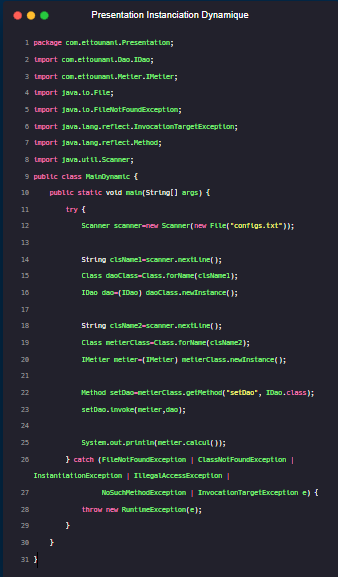 Presentation Instanciation Dynamique
1 package com.ettounani.Presentation;
2 import com.ettounani.Dao.IDao;
3 import com.ettounani.Metier.IMetier;
4 import java.io.File;
5 import java.io.FileNotFoundException;
6 import java.lang.reflect.InvocationTargetException;
7 import java.lang.reflect.Method;
8 import java.util.Scanner;
9 public class MainDynamic {
10 public static void main(String[] args) {
11 try {
12 Scanner scanner=new Scanner(new File("configs.txt"));
13
14 String clsName1=scanner.nextLine();
15 Class daoClass=Class.forName(clsName1);
16 IDao dao=(IDao) daoClass.newInstance();
17
18 String clsName2=scanner.nextLine();
19 Class metierClass=Class.forName(clsName2);
20 IMetier metier=(IMetier) metierClass.newInstance();
21
22 Method setDao=metierClass.getMethod("setDao", IDao.class);
23 setDao.invoke(metier,dao);
24
25 System.out.println(metier.calcul());
26 } catch (FileNotFoundException | ClassNotFoundException |
InstantiationException | IllegalAccessException |
27 NoSuchMethodException | InvocationTargetException e) {
28 throw new RuntimeException(e);
29 }
30 }
31 }